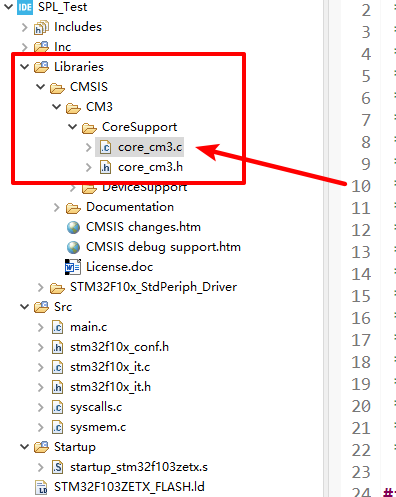 IDE SPL_Test
Includes
Inc
Libraries
CMSIS
CM3
CoreSupport
core_cm3.c
core_cm3.h
DeviceSupport
Documentation
CMSIS changes.htm
CMSIS debug support.htm
License.doc
STM32F10x_StdPeriph_Driver
Src
main.c
stm32f10x_conf.h
stm32f10x_it.c
stm32f10x_it.h
syscalls.c
sysmem.c
Startup
startup_stm32f103zetx.s
STM32F103ZETX_FLASH.ld
2 *
3 *
4 *
5 *
6 *
7 *
8 *
9 *
10 *
11 *
12 *
13 *
14 *
15 *
16 *
17 *
18 *
19 *
20 *
21 *
22 *
23 *
24 *
25 #